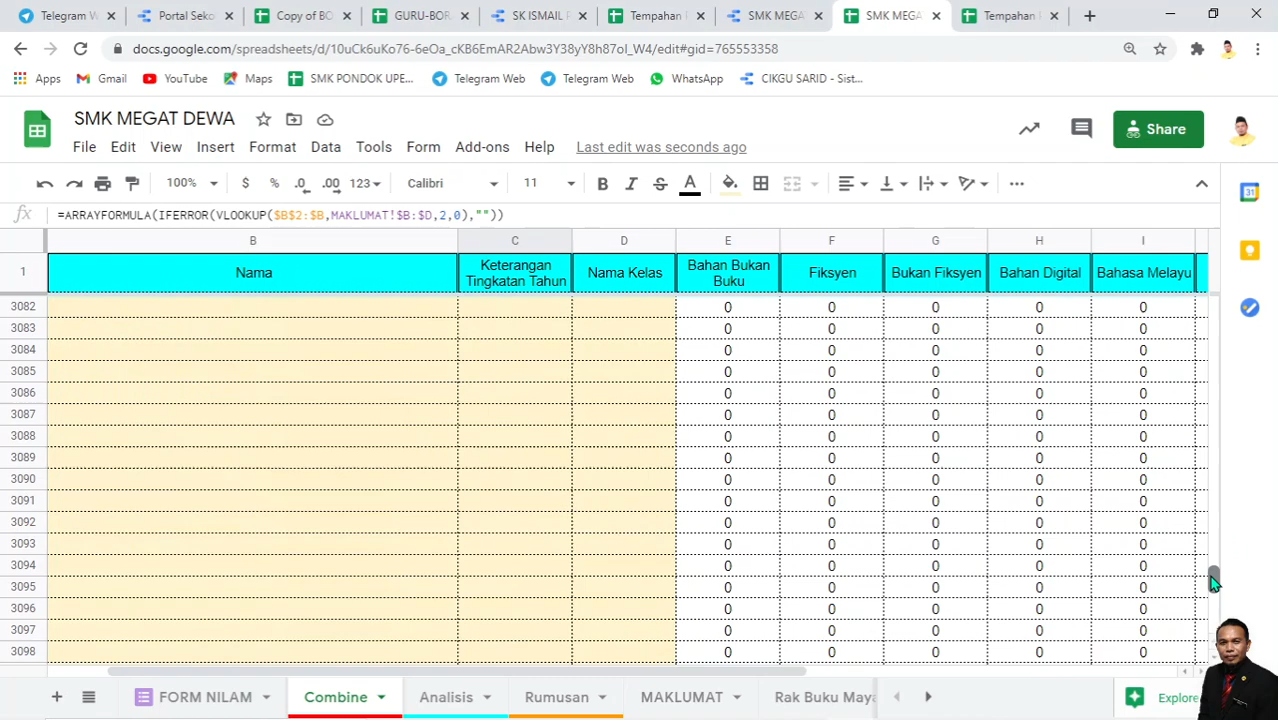 Telegram W
Portal Seko
Copy of BO
GURU-BOR
SK ISMAIL P
Tempahan
SMK MEGA
SMK MEGA
Tempahan
docs.google.com/spreadsheets/d/10uCk6uKo76-6eOa_cKB6EmAR2Abw3Y38yY8h87oI_W4/edit#gid=765553358
Apps
Gmail
YouTube
Maps
SMK PONDOK UPE...
Telegram Web
Telegram Web
WhatsApp
CIKGU SARID - Sist...
SMK MEGAT DEWA
Share
File Edit View Insert Format Data Tools Form Add-ons Help Last edit was seconds ago
100% $ % .0 .00 123 Calibri 11 B I S A
fx =ARRAYFORMULA(IFERROR(VLOOKUP($B$2:$B,MAKLUMAT!$B:$D,2,0),""))
B C D E F G H I
1 Nama Keterangan Tingkatan Tahun Nama Kelas Bahan Bukan Buku Fiksyen Bukan Fiksyen Bahan Digital Bahasa Melayu
3082 0 0 0 0 0
3083 0 0 0 0 0
3084 0 0 0 0 0
3085 0 0 0 0 0
3086 0 0 0 0 0
3087 0 0 0 0 0
3088 0 0 0 0 0
3089 0 0 0 0 0
3090 0 0 0 0 0
3091 0 0 0 0 0
3092 0 0 0 0 0
3093 0 0 0 0 0
3094 0 0 0 0 0
3095 0 0 0 0 0
3096 0 0 0 0 0
3097 0 0 0 0 0
3098 0 0 0 0 0
FORM NILAM
Combine
Analisis
Rumusan
MAKLUMAT
Rak Buku Maya
Explore
31